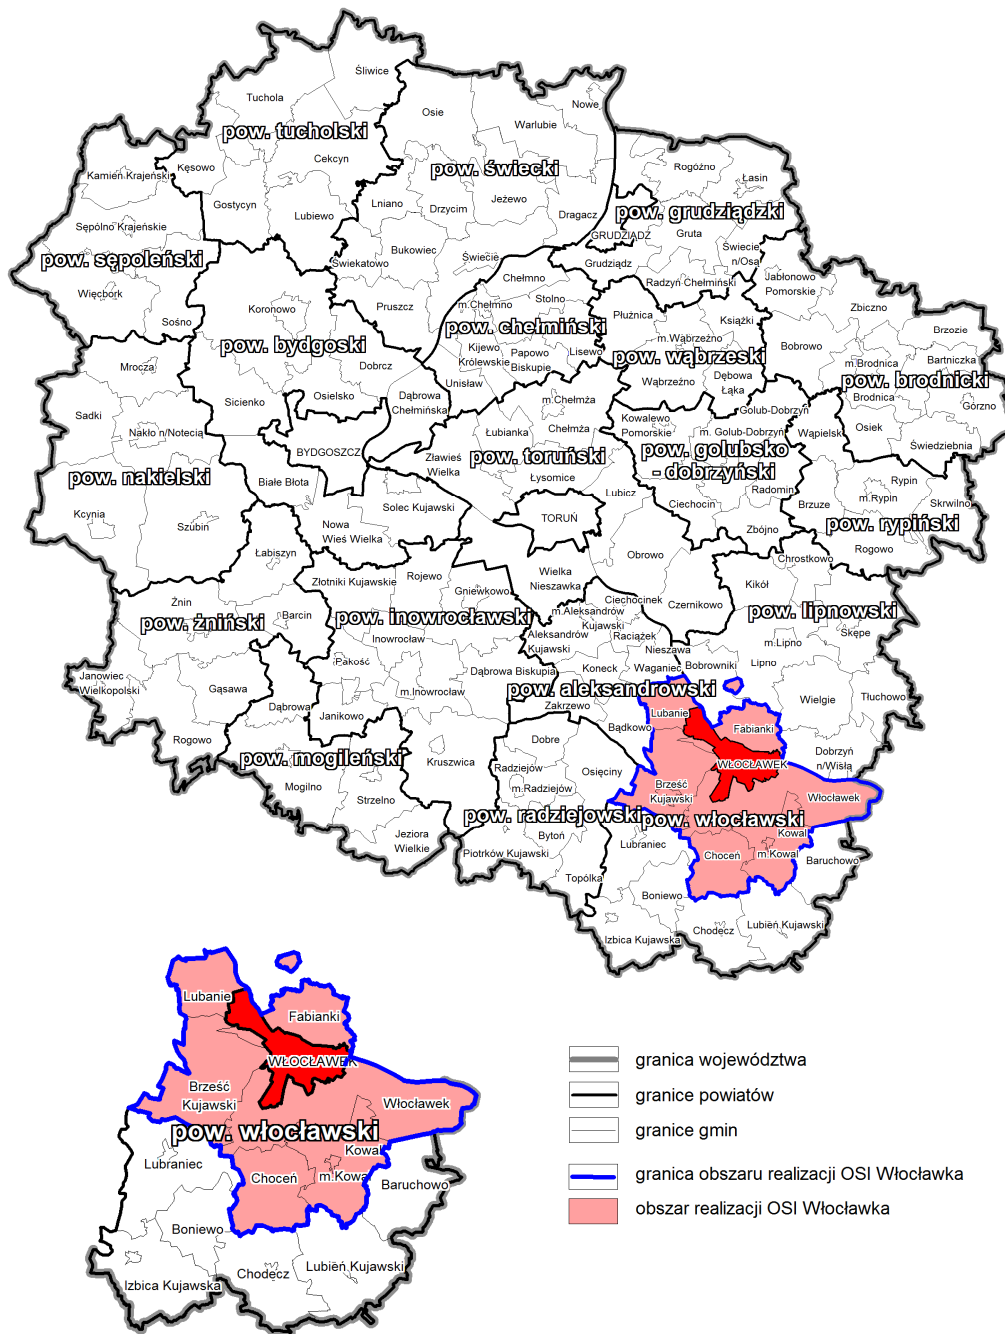 Śliwice
Tuchola
Nowe
Osie
Warlubie
pow. tucholski
Cekcyn
Rogóźno
Kęsowo
pow. świecki
Łasin
Kamień Krajeński
Gostycyn
Lniano
Jeżewo
Drzycim
Lubiewo
Dragacz
pow. grudziądzki
Sępólno Krajeńskie
GRUDZIĄDZ
Gruta
Bukowiec
Świecie
n/Osą
pow. sępoleński
Świekatowo
Świecie
Grudziądz
Chełmno
Radzyń Chełmiński
Jabłonowo
Pomorskie
Więcbork
m.Chełmno
Stolno
Koronowo
Pruszcz
Zbiczno
Sośno
Płużnica
Książki
pow. chełmiński
Brzozie
pow. bydgoski
m.Wąbrzeźno
Kijewo
Królewskie
Papowo
Biskupie
Lisewo
pow. wąbrzeski
Bobrowo
Bartniczka
Mrocza
Dobrcz
m.Brodnica
Unisław
Wąbrzeźno
Dębowa
Łąka
pow. brodnicki
Sicienko
Osielsko
Dąbrowa
Chełmińska
m.Chełmża
Brodnica
Górzno
Sadki
Golub-Dobrzyń
Kowalewo
Pomorskie
Nakło n/Notecią
Łubianka
Chełmża
m. Golub-Dobrzyń
Wąpielsk
Osiek
Świedziebnia
BYDGOSZCZ
Zławieś
Wielka
pow. toruński
pow. golubsko
- dobrzyński
pow. nakielski
Białe Błota
Łysomice
Rypin
Radomin
m.Rypin
Lubicz
Solec Kujawski
Ciechocin
Brzuze
Skrwilno
Kcynia
TORUŃ
Szubin
Nowa
Wieś Wielka
Zbójno
pow. rypiński
Rogowo
Łabiszyn
Obrowo
Chrostkowo
Wielka
Nieszawka
Złotniki Kujawskie
Rojewo
Kikół
Gniewkowo
Żnin
Ciechocinek
Czernikowo
pow. żniński
Barcin
pow. inowrocławski
m.Aleksandrów
Kujawski
pow. lipnowski
Aleksandrów
Kujawski
Raciążek
Skępe
Inowrocław
Nieszawa
m.Lipno
Pakość
Koneck
Waganiec
Bobrowniki
Lipno
Janowiec
Wielkopolski
Dąbrowa Biskupia
Gąsawa
m.Inowrocław
pow. aleksandrowski
Tłuchowo
Dąbrowa
Zakrzewo
Wielgie
Janikowo
Lubanie
Bądkowo
Fabianki
Rogowo
Dobre
pow. mogileński
Dobrzyń
n/Wisłą
Kruszwica
Radziejów
Osięciny
WŁOCŁAWEK
Mogilno
m.Radziejów
Brześć
Kujawski
Włocławek
Strzelno
pow. radziejowski
pow. włocławski
Jeziora
Wielkie
Bytoń
Lubraniec
Kowal
Piotrków Kujawski
Choceń
m.Kowal
Baruchowo
Topólka
Boniewo
Lubień Kujawski
Chodecz
Izbica Kujawska
Lubanie
Fabianki
WŁOCŁAWEK
Brześć
Kujawski
Włocławek
pow. włocławski
Kowal
Lubraniec
Choceń
m.Kowa
Baruchowo
Boniewo
Lubień Kujawski
Chodecz
Izbica Kujawska
granica województwa
granice powiatów
granice gmin
granica obszaru realizacji OSI Włocławka
obszar realizacji OSI Włocławka